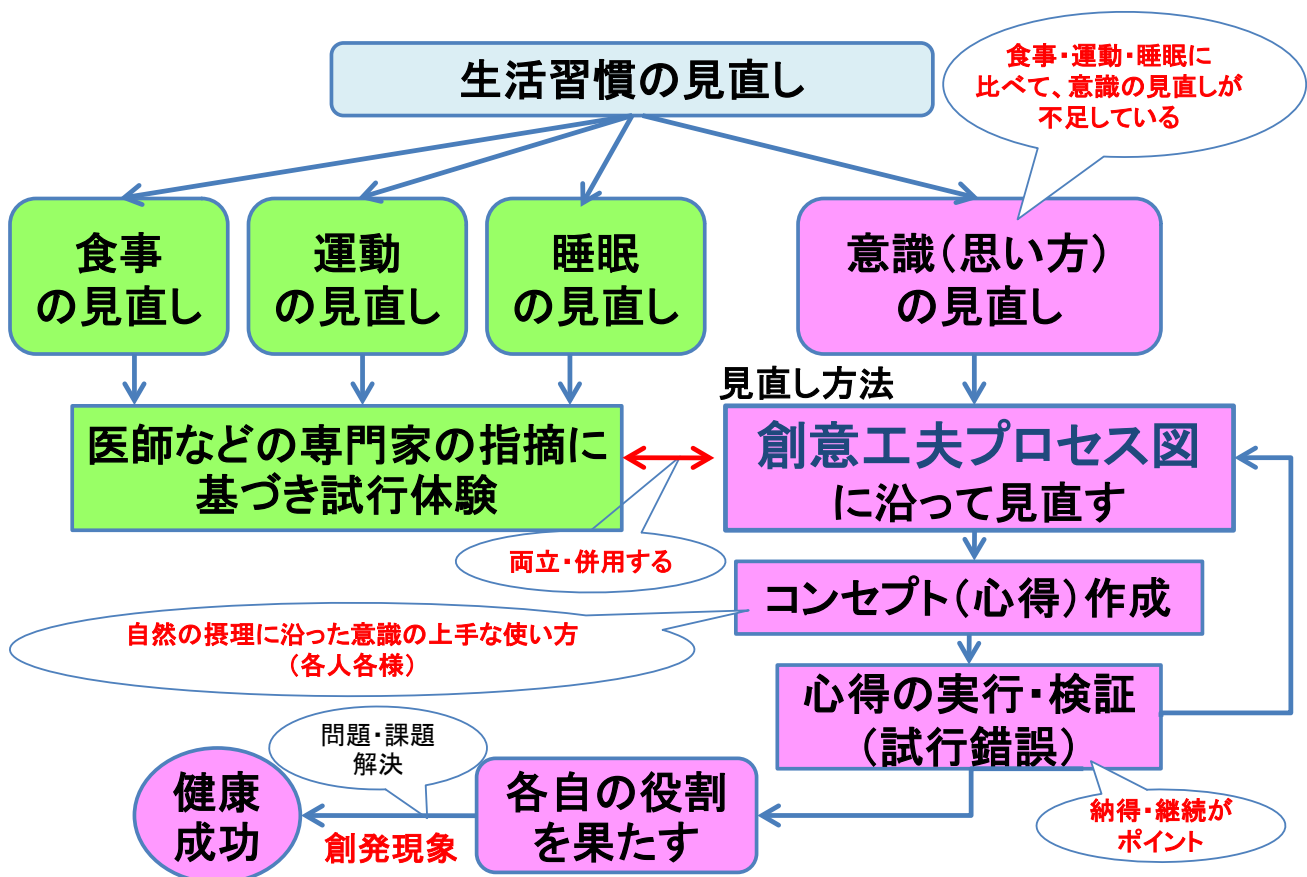 生活習慣の見直し
食事・運動・睡眠に
比べて、意識の見直しが
不足している
食事
の見直し
運動
の見直し
睡眠
の見直し
意識（思い方）
の見直し
見直し方法
医師などの専門家の指摘に
基づき試行体験
創意工夫プロセス図
に沿って見直す
両立・併用する
コンセプト（心得）作成
自然の摂理に沿った意識の上手な使い方
（各人各様）
心得の実行・検証
（試行錯誤）
問題・課題
解決
健康
成功
創発現象
各自の役割
を果たす
納得・継続が
ポイント